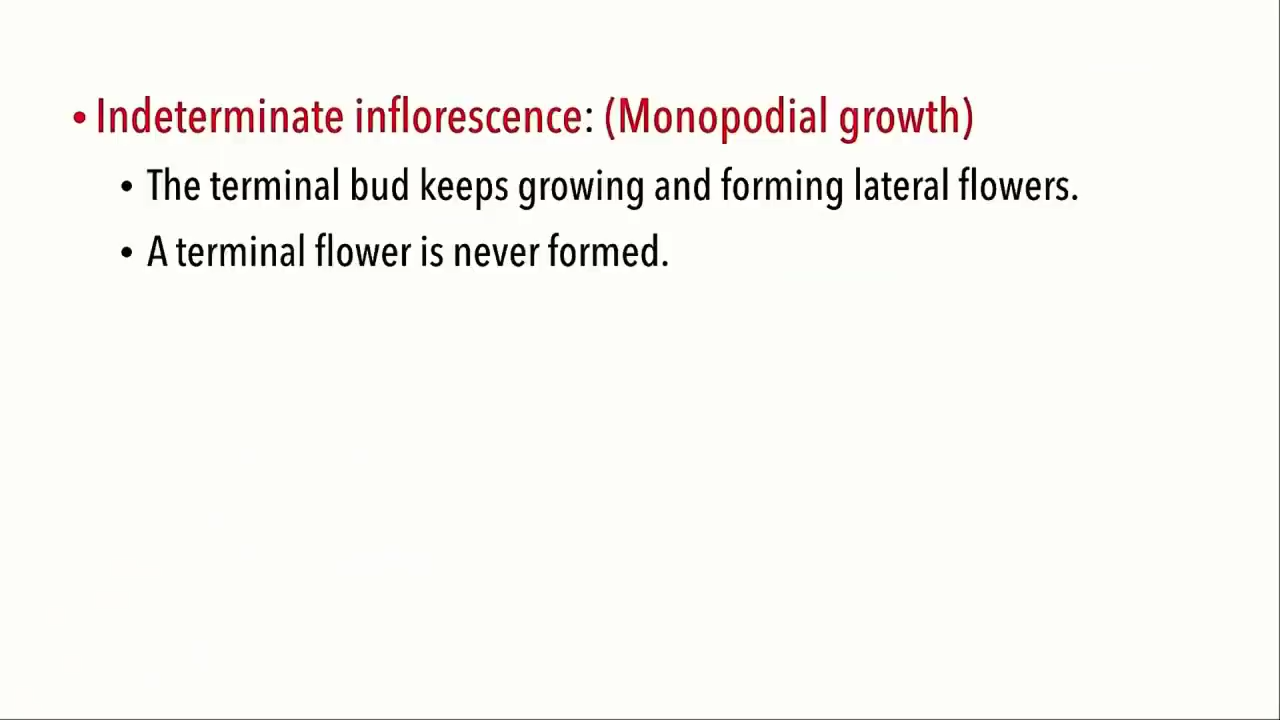 • Indeterminate inflorescence: (Monopodial growth)
• The terminal bud keeps growing and forming lateral flowers.
• A terminal flower is never formed.